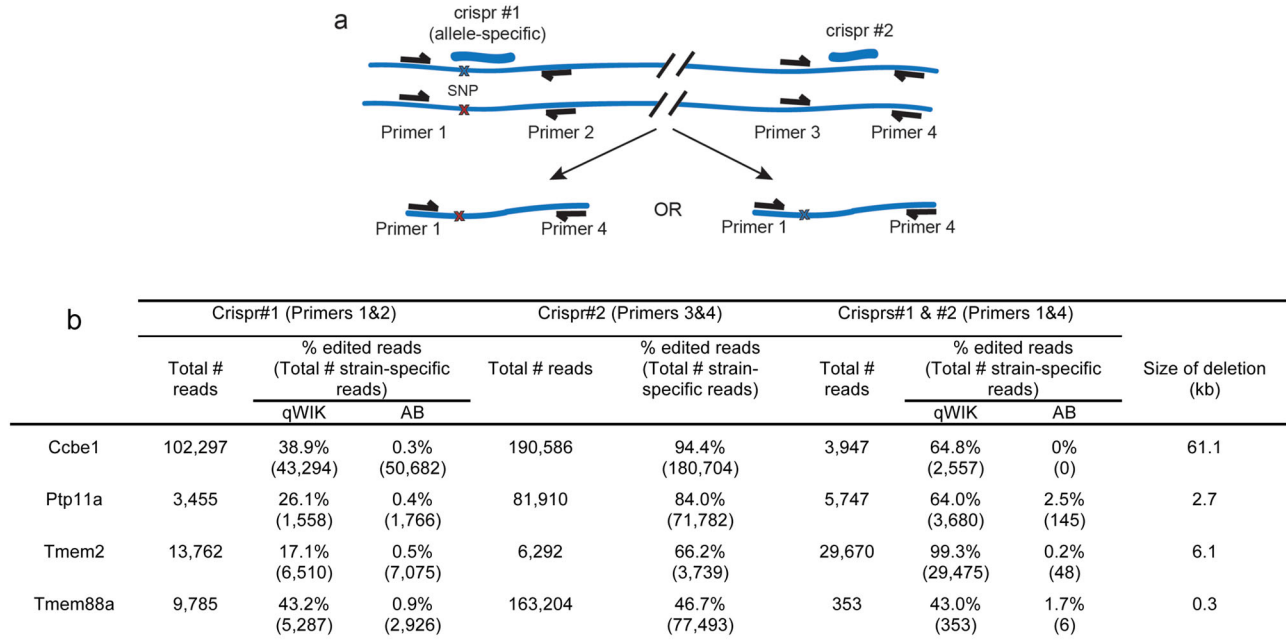 a
crispr #1
(allele-specific)
crispr #2
x
SNP
x
Primer 1 Primer 2 Primer 3 Primer 4
x OR x
Primer 1 Primer 4 Primer 1 Primer 4
b
Crispr#1 (Primers 1&2) Crispr#2 (Primers 3&4) Crisprs#1 & #2 (Primers 1&4)
Total # reads % edited reads (Total # strain-specific reads) Total # reads % edited reads (Total # strain-specific reads) Total # reads % edited reads (Total # strain-specific reads) Size of deletion (kb)
qWIK AB qWIK AB
Ccbe1 102,297 38.9% 0.3% 190,586 94.4% 3,947 64.8% 0% 61.1
(43,294) (50,682) (180,704) (2,557) (0)
Ptp11a 3,455 26.1% 0.4% 81,910 84.0% 5,747 64.0% 2.5% 2.7
(1,558) (1,766) (71,782) (3,680) (145)
Tmem2 13,762 17.1% 0.5% 6,292 66.2% 29,670 99.3% 0.2% 6.1
(6,510) (7,075) (3,739) (29,475) (48)
Tmem88a 9,785 43.2% 0.9% 163,204 46.7% 353 43.0% 1.7% 0.3
(5,287) (2,926) (77,493) (353) (6)